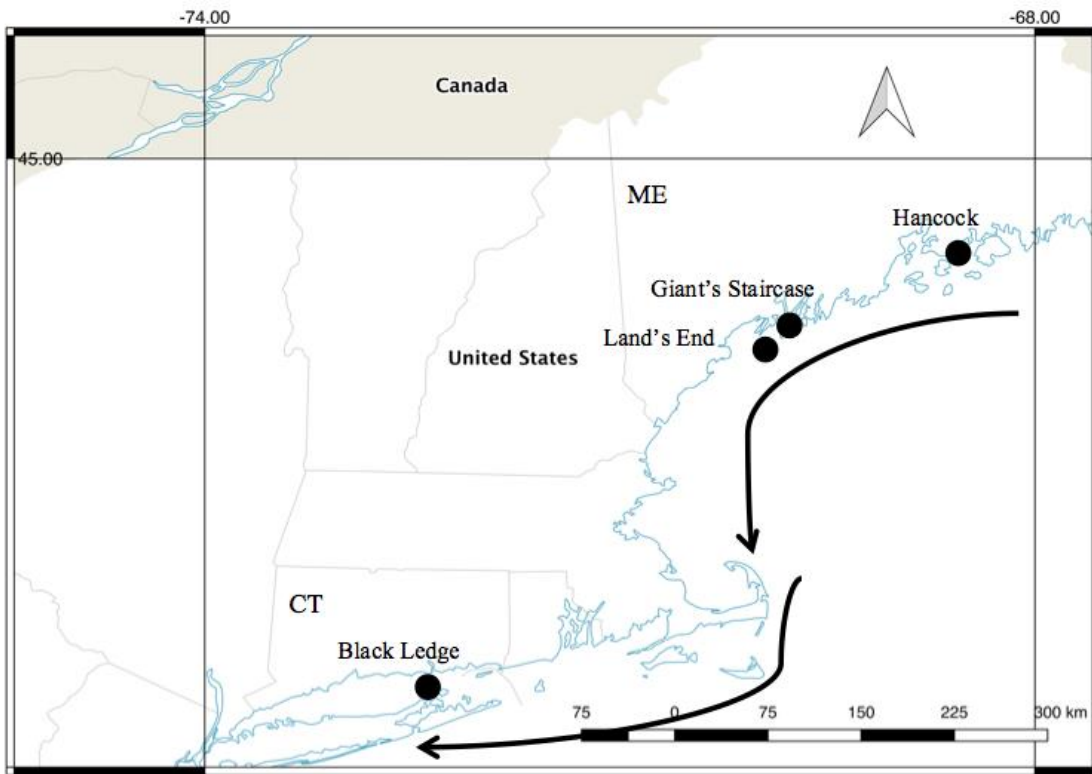 -74.00
-68.00
Canada
45.00
ME
Hancock
Giant's Staircase
Land's End
United States
CT
Black Ledge
75 0 75 150 225 300 km